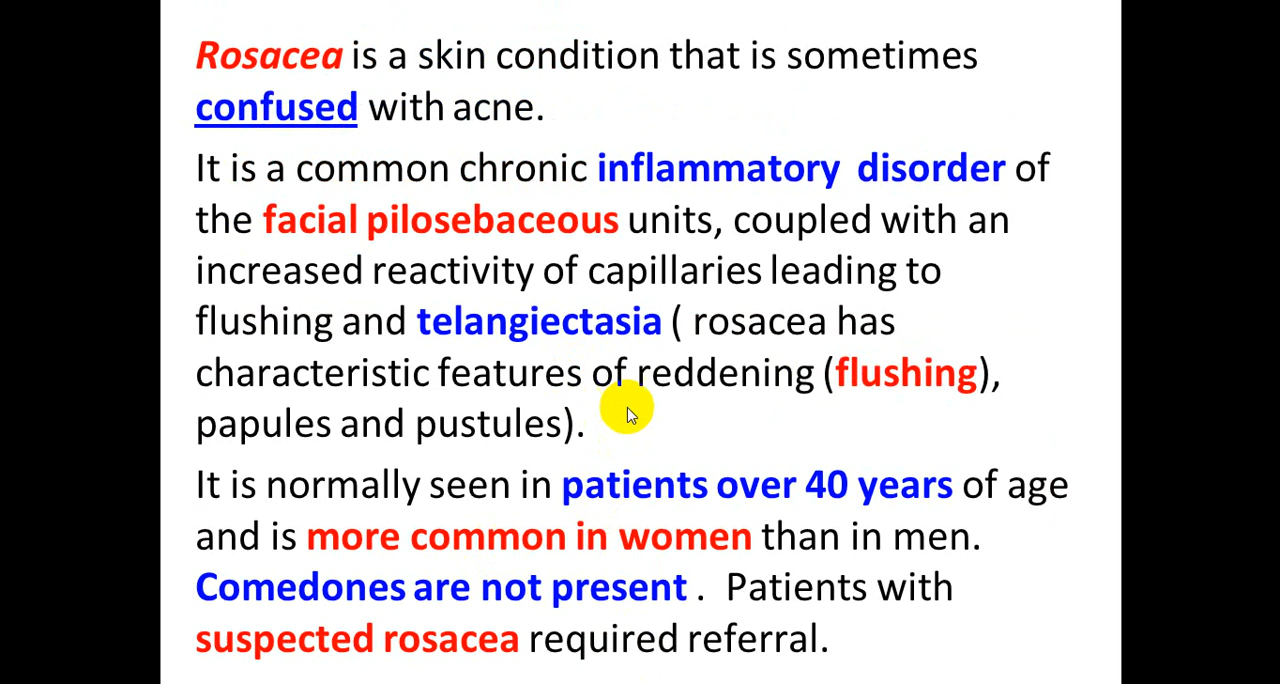 Rosacea is a skin condition that is sometimes
confused with acne.
It is a common chronic inflammatory disorder of
the facial pilosebaceous units, coupled with an
increased reactivity of capillaries leading to
flushing and telangiectasia ( rosacea has
characteristic features of reddening (flushing),
papules and pustules).
It is normally seen in patients over 40 years of age
and is more common in women than in men.
Comedones are not present . Patients with
suspected rosacea required referral.